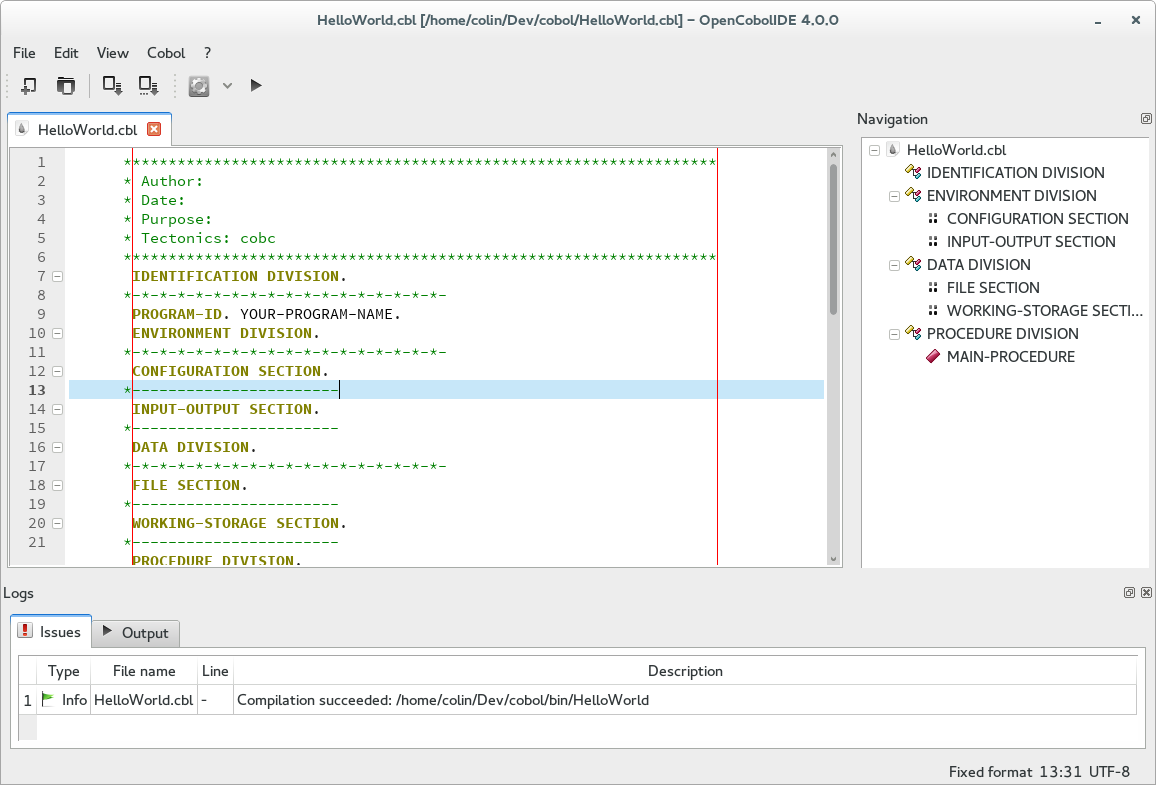 HelloWorld.cbl [/home/colin/Dev/cobol/HelloWorld.cbl] – OpenCobolIDE 4.0.0
File Edit View Cobol ?
HelloWorld.cbl
1 ******************************************************************
2 * Author:
3 * Date:
4 * Purpose:
5 * Tectonics: cobc
6 ******************************************************************
7 IDENTIFICATION DIVISION.
8 *-*-*-*-*-*-*-*-*-*-*-*-*-*-*-*-*-*-
9 PROGRAM-ID. YOUR-PROGRAM-NAME.
10 ENVIRONMENT DIVISION.
11 *-*-*-*-*-*-*-*-*-*-*-*-*-*-*-*-*-*-
12 CONFIGURATION SECTION.
13 *-----------------------
14 INPUT-OUTPUT SECTION.
15 *-----------------------
16 DATA DIVISION.
17 *-*-*-*-*-*-*-*-*-*-*-*-*-*-*-*-*-*-
18 FILE SECTION.
19 *-----------------------
20 WORKING-STORAGE SECTION.
21 *-----------------------
PROCEDURE DIVISION.
Navigation
HelloWorld.cbl
IDENTIFICATION DIVISION
ENVIRONMENT DIVISION
CONFIGURATION SECTION
INPUT-OUTPUT SECTION
DATA DIVISION
FILE SECTION
WORKING-STORAGE SECTI...
PROCEDURE DIVISION
MAIN-PROCEDURE
Logs
Issues Output
Type File name Line Description
1 Info HelloWorld.cbl - Compilation succeeded: /home/colin/Dev/cobol/bin/HelloWorld
Fixed format 13:31 UTF-8